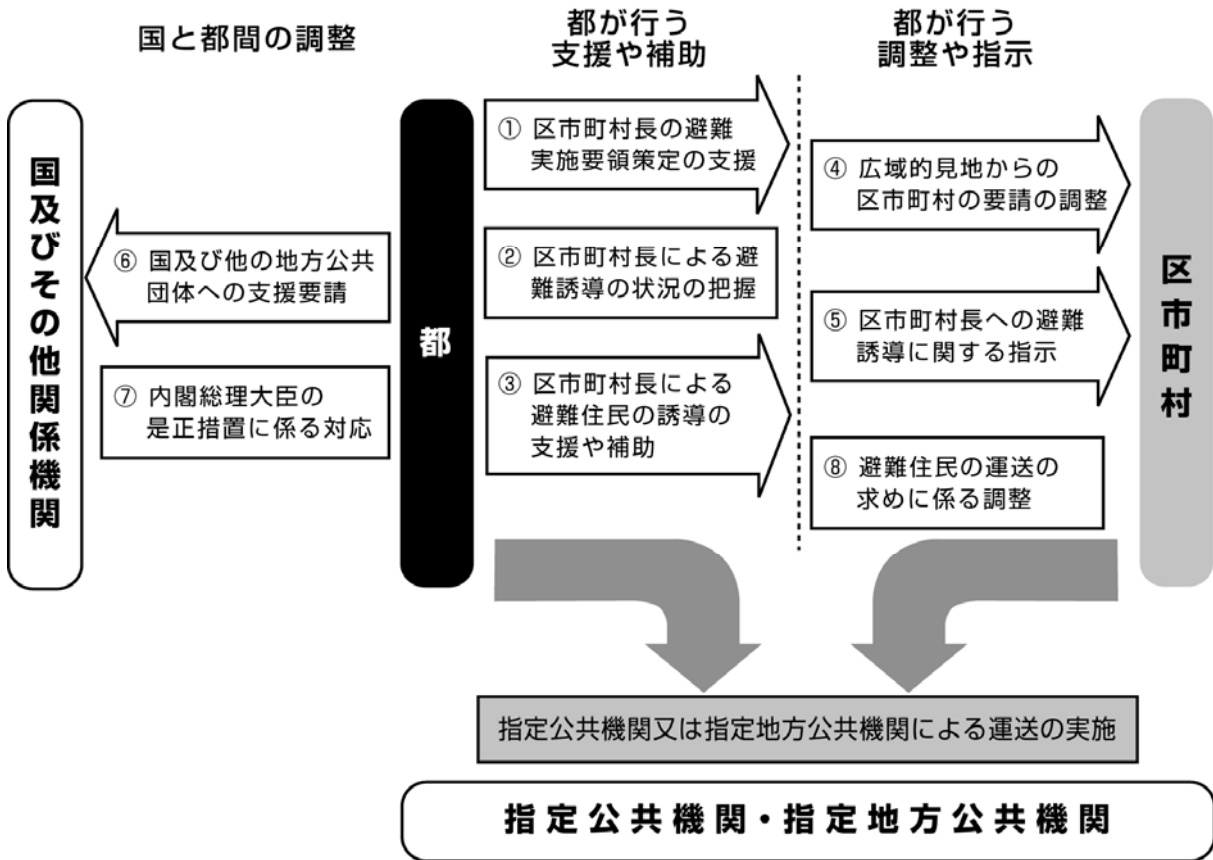 国と都間の調整
都が行う
支援や補助
都が行う
調整や指示
国及びその他関係機関
都
区市町村
① 区市町村長の避難
実施要領策定の支援
② 区市町村長による避
難誘導の状況の把握
③ 区市町村長による
避難住民の誘導の
支援や補助
④ 広域的見地からの
区市町村の要請の調整
⑤ 区市町村長への避難
誘導に関する指示
⑥ 国及び他の地方公共
団体への支援要請
⑦ 内閣総理大臣の
是正措置に係る対応
⑧ 避難住民の運送の
求めに係る調整
指定公共機関又は指定地方公共機関による運送の実施
指定公共機関・指定地方公共機関